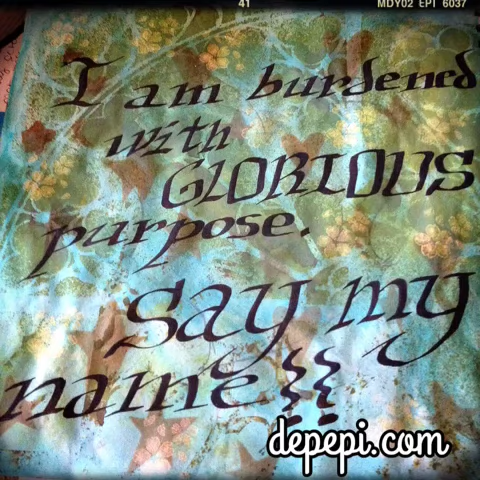 41 MDY02 EPI 6037
I am burdened
with
GLORIOUS
purpose.
Say my
name!!
depepi.com